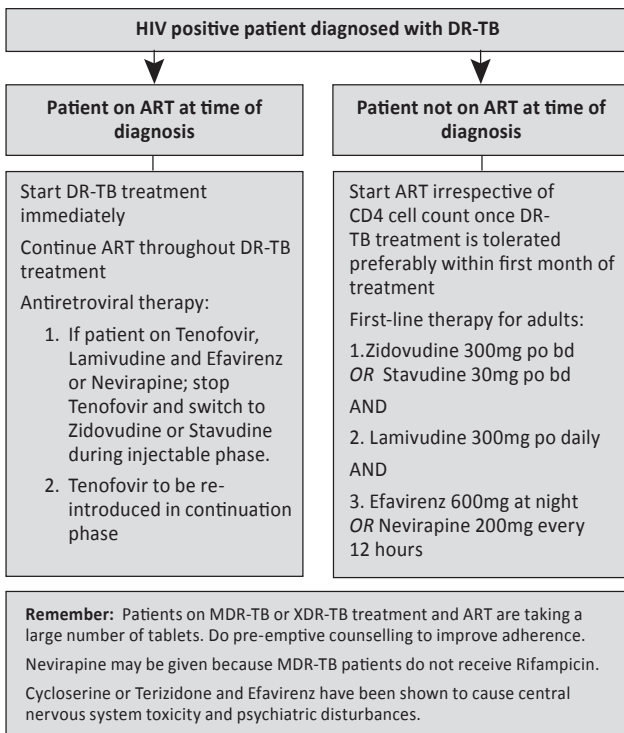 HIV positive patient diagnosed with DR-TB
Patient on ART at time of
diagnosis
Start DR-TB treatment
immediately
Continue ART throughout DR-TB
treatment
Antiretroviral therapy:
1. If patient on Tenofovir,
Lamivudine and Efavirenz
or Nevirapine; stop
Tenofovir and switch to
Zidovudine or Stavudine
during injectable phase.
2. Tenofovir to be re-
introduced in continuation
phase
Patient not on ART at time of
diagnosis
Start ART irrespective of
CD4 cell count once DR-
TB treatment is tolerated
preferably within first month of
treatment
First-line therapy for adults:
1.Zidovudine 300mg po bd
OR Stavudine 30mg po bd
AND
2. Lamivudine 300mg po daily
AND
3. Efavirenz 600mg at night
OR Nevirapine 200mg every
12 hours
Remember: Patients on MDR-TB or XDR-TB treatment and ART are taking a
large number of tablets. Do pre-emptive counselling to improve adherence.
Nevirapine may be given because MDR-TB patients do not receive Rifampicin.
Cycloserine or Terizidone and Efavirenz have been shown to cause central
nervous system toxicity and psychiatric disturbances.